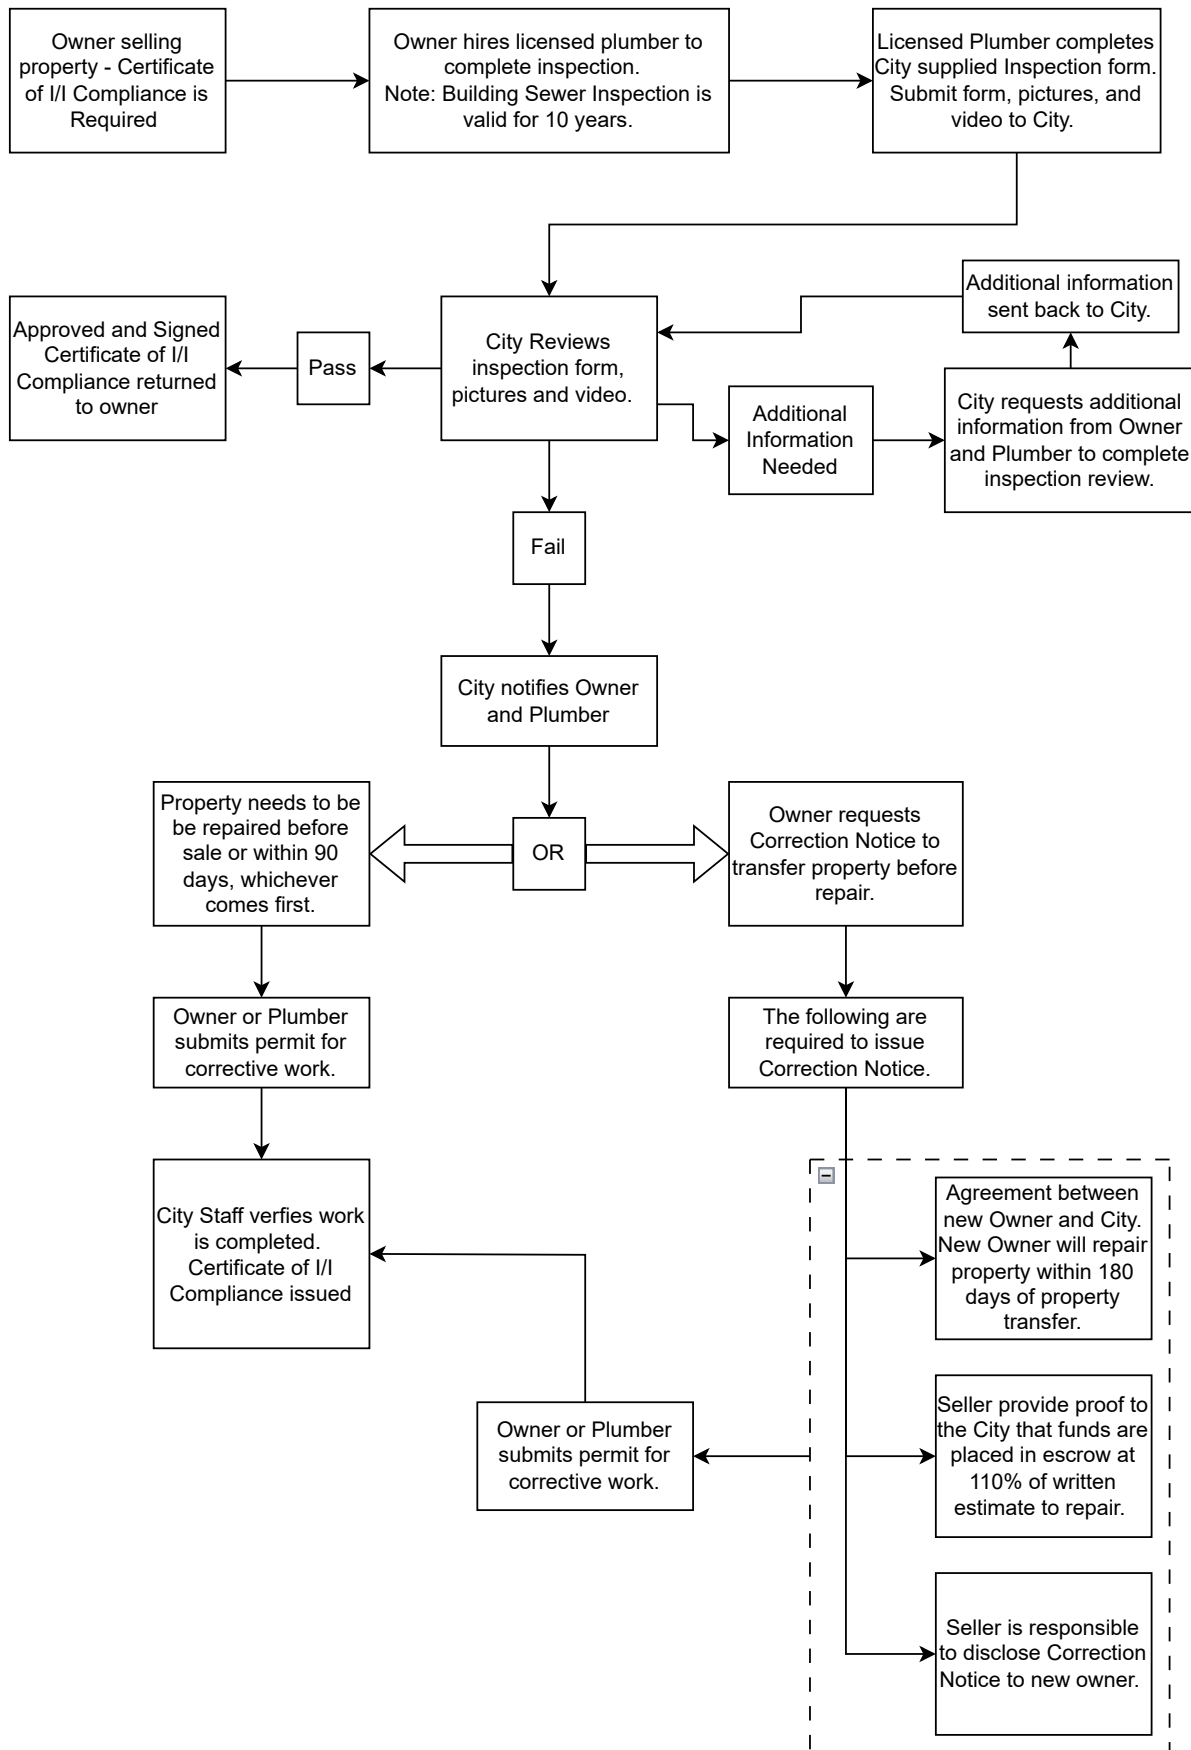 Owner selling
property - Certificate
of I/I Compliance is
Required
Owner hires licensed plumber to
complete inspection.
Note: Building Sewer Inspection is
valid for 10 years.
Licensed Plumber completes
City supplied Inspection form.
Submit form, pictures, and
video to City.
Approved and Signed
Certificate of I/I
Compliance returned
to owner
Pass
City Reviews
inspection form,
pictures and video.
Additional
Information
Needed
Additional information
sent back to City.
City requests additional
information from Owner
and Plumber to complete
inspection review.
Fail
City notifies Owner
and Plumber
OR
Property needs to be
be repaired before
sale or within 90
days, whichever
comes first.
Owner requests
Correction Notice to
transfer property before
repair.
Owner or Plumber
submits permit for
corrective work.
The following are
required to issue
Correction Notice.
City Staff verfies work
is completed.
Certificate of I/I
Compliance issued
Agreement between
new Owner and City.
New Owner will repair
property within 180
days of property
transfer.
Owner or Plumber
submits permit for
corrective work.
Seller provide proof to
the City that funds are
placed in escrow at
110% of written
estimate to repair.
Seller is responsible
to disclose Correction
Notice to new owner.